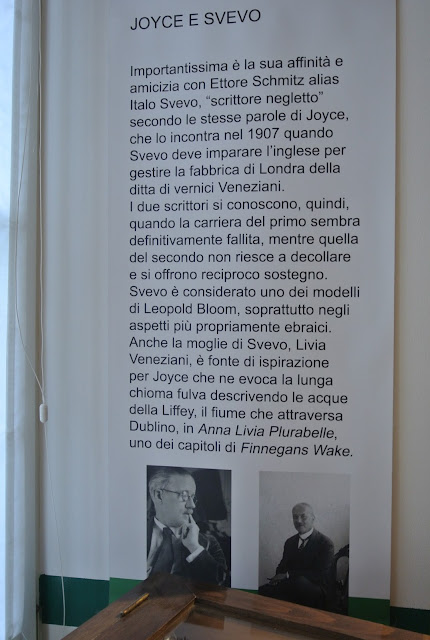 JOYCE E SVEVO
Importantissima è la sua affinità e
amicizia con Ettore Schmitz alias
Italo Svevo, “scrittore negletto”
secondo le stesse parole di Joyce,
che lo incontra nel 1907 quando
Svevo deve imparare l’inglese per
gestire la fabbrica di Londra della
ditta di vernici Veneziani.
I due scrittori si conoscono, quindi,
quando la carriera del primo sembra
definitivamente fallita, mentre quella
del secondo non riesce a decollare
e si offrono reciproco sostegno.
Svevo è considerato uno dei modelli
di Leopold Bloom, soprattutto negli
aspetti più propriamente ebraici.
Anche la moglie di Svevo, Livia
Veneziani, è fonte di ispirazione
per Joyce che ne evoca la lunga
chioma fulva descrivendo le acque
della Liffey, il fiume che attraversa
Dublino, in Anna Livia Plurabelle,
uno dei capitoli di Finnegans Wake.